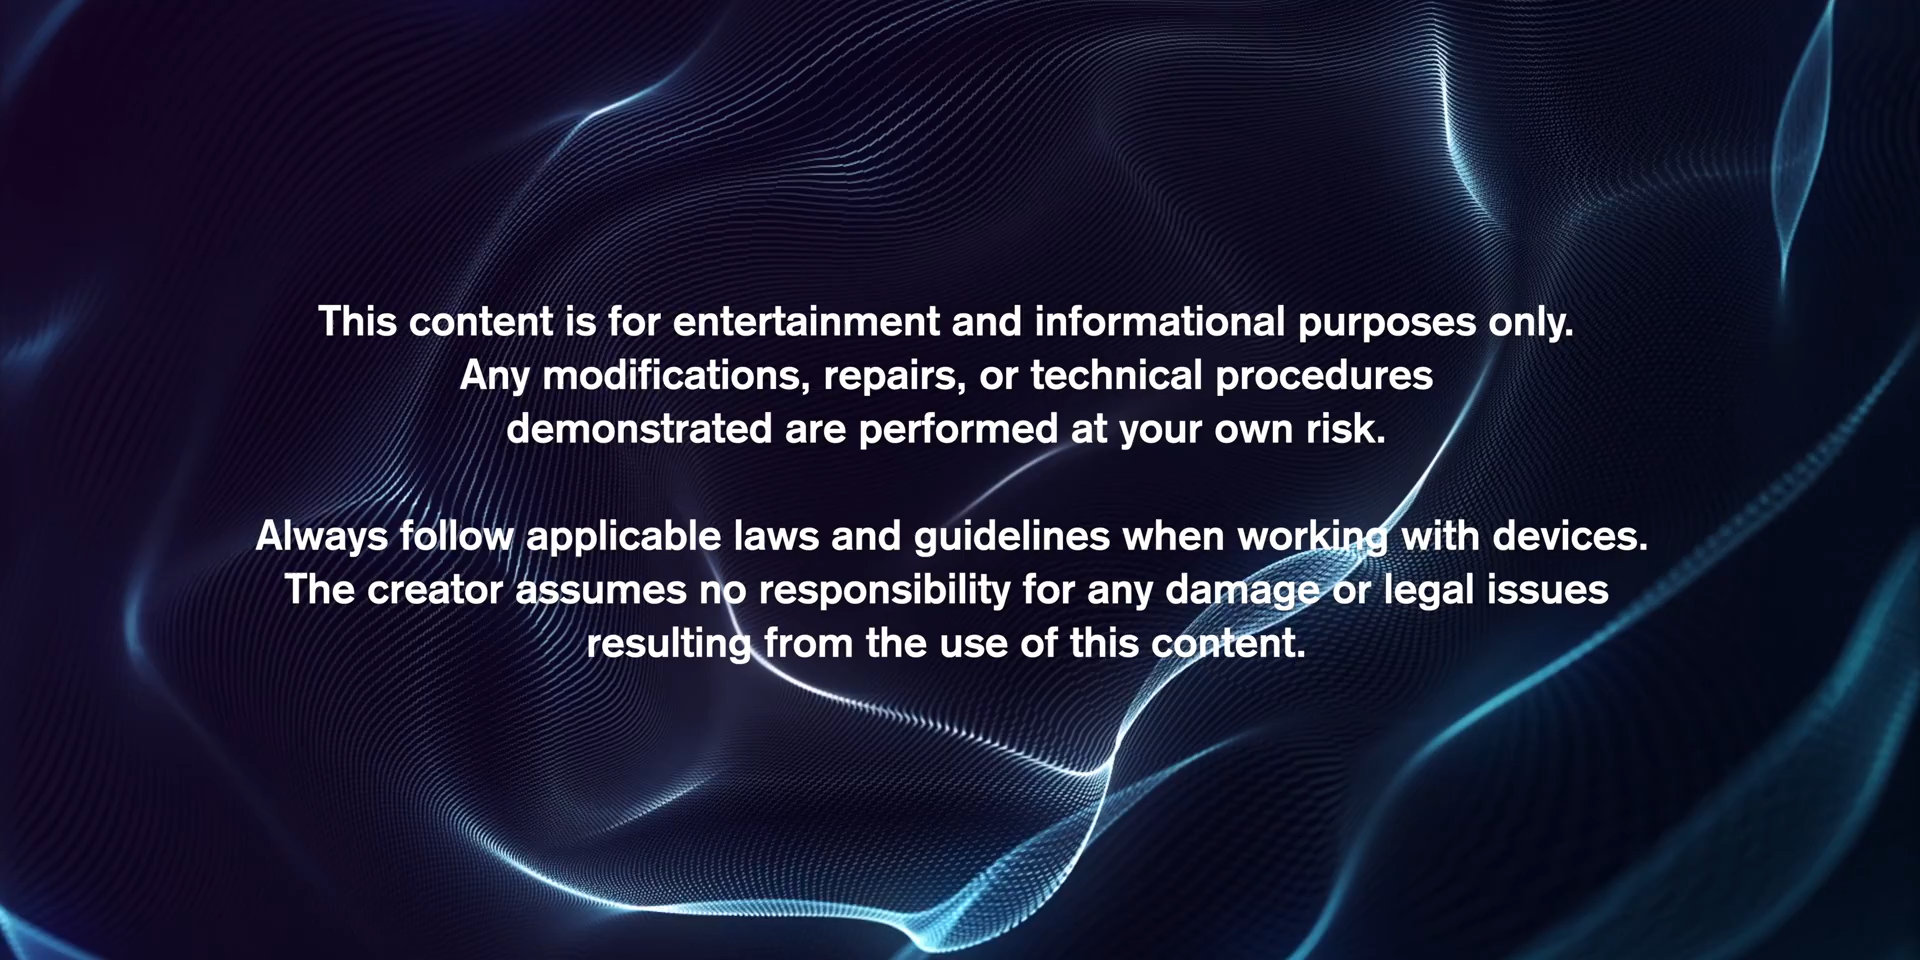 This content is for entertainment and informational purposes only.
Any modifications, repairs, or technical procedures
demonstrated are performed at your own risk.
Always follow applicable laws and guidelines when working with devices.
The creator assumes no responsibility for any damage or legal issues
resulting from the use of this content.